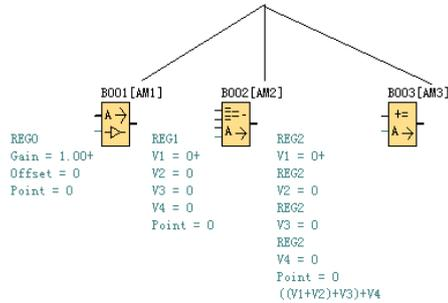 B001[AM1]
B002[AM2]
B003[AM3]
A→
A→
+=
A→
REG0
Gain = 1.00+
Offset = 0
Point = 0
REG1
V1 = 0+
V2 = 0
V3 = 0
V4 = 0
Point = 0
REG2
V1 = 0+
REG2
V2 = 0
REG2
V3 = 0
REG2
V4 = 0
Point = 0
((V1+V2)+V3)+V4